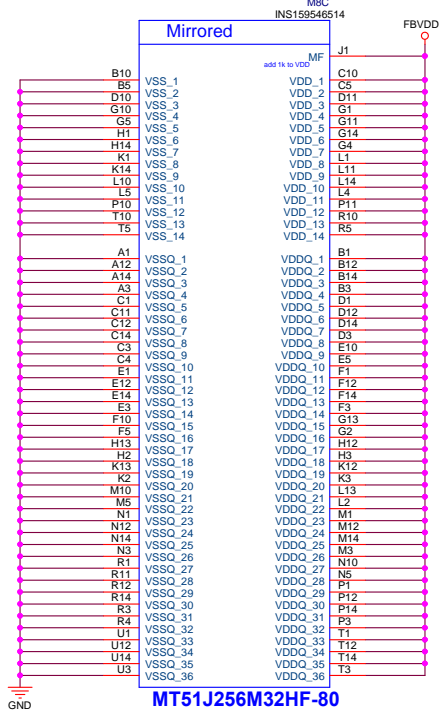 M8C
INS159546514
FBVDD
Mirrored
J1
MF
add 1k to VDD
B10 VSS_1 VDD_1 C10
B5 VSS_2 VDD_2 C5
D10 VSS_3 VDD_3 D11
G10 VSS_4 VDD_4 G1
G5 VSS_5 VDD_5 G11
H1 VSS_6 VDD_6 G14
H14 VSS_7 VDD_7 G4
K1 VSS_8 VDD_8 L1
K14 VSS_9 VDD_9 L11
L10 VSS_10 VDD_10 L14
L5 VSS_11 VDD_11 L4
P10 VSS_12 VDD_12 P11
T10 VSS_13 VDD_13 R10
T5 VSS_14 VDD_14 R5
A1 VSSQ_1 VDDQ_1 B1
A12 VSSQ_2 VDDQ_2 B12
A14 VSSQ_3 VDDQ_3 B14
A3 VSSQ_4 VDDQ_4 B3
C1 VSSQ_5 VDDQ_5 D1
C11 VSSQ_6 VDDQ_6 D12
C12 VSSQ_7 VDDQ_7 D14
C14 VSSQ_8 VDDQ_8 D3
C3 VSSQ_9 VDDQ_9 E10
C4 VSSQ_10 VDDQ_10 E5
E1 VSSQ_11 VDDQ_11 F1
E12 VSSQ_12 VDDQ_12 F12
E14 VSSQ_13 VDDQ_13 F14
E3 VSSQ_14 VDDQ_14 F3
F10 VSSQ_15 VDDQ_15 G13
F5 VSSQ_16 VDDQ_16 G2
H13 VSSQ_17 VDDQ_17 H12
H2 VSSQ_18 VDDQ_18 H3
K13 VSSQ_19 VDDQ_19 K12
K2 VSSQ_20 VDDQ_20 K3
M10 VSSQ_21 VDDQ_21 L13
M5 VSSQ_22 VDDQ_22 L2
N1 VSSQ_23 VDDQ_23 M1
N12 VSSQ_24 VDDQ_24 M12
N14 VSSQ_25 VDDQ_25 M14
N3 VSSQ_26 VDDQ_26 M3
R1 VSSQ_27 VDDQ_27 N10
R11 VSSQ_28 VDDQ_28 N5
R12 VSSQ_29 VDDQ_29 P1
R14 VSSQ_30 VDDQ_30 P12
R3 VSSQ_31 VDDQ_31 P14
R4 VSSQ_32 VDDQ_32 P3
U1 VSSQ_33 VDDQ_33 T1
U12 VSSQ_34 VDDQ_34 T12
U14 VSSQ_35 VDDQ_35 T14
U3 VSSQ_36 VDDQ_36 T3
MT51J256M32HF-80
GND